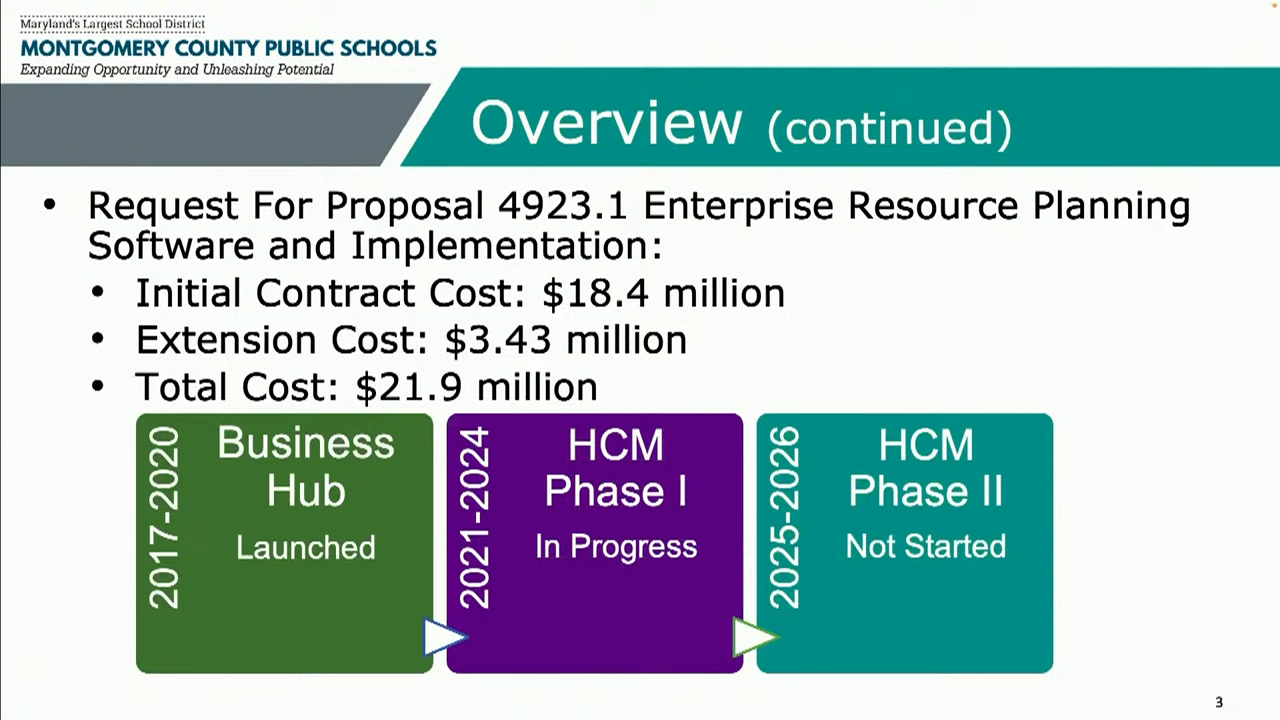 Maryland's Largest School District
MONTGOMERY COUNTY PUBLIC SCHOOLS
Expanding Opportunity and Unleashing Potential
Overview (continued)
• Request For Proposal 4923.1 Enterprise Resource Planning
Software and Implementation:
• Initial Contract Cost: $18.4 million
• Extension Cost: $3.43 million
• Total Cost: $21.9 million
2017-2020
Business
Hub
Launched
2021-2024
HCM
Phase I
In Progress
2025-2026
HCM
Phase II
Not Started
3